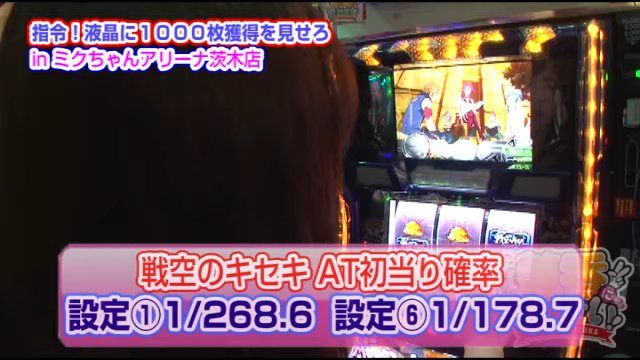 指令！液晶に１０００枚獲得を見せろ
in ミクちゃんアリーナ茨木店
戦空のキセキ AT初当り確率
設定①1/268.6 設定⑥1/178.7